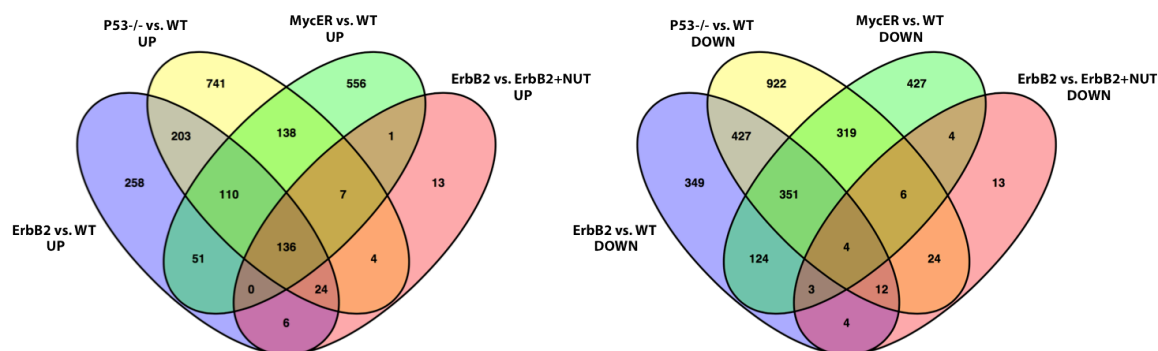 P53-/- vs. WT
UP
MycER vs. WT
UP
ErbB2 vs. ErbB2+NUT
UP
ErbB2 vs. WT
UP
741
556
203
138
1
258
110
7
13
136
51
4
0
24
6
P53-/- vs. WT
DOWN
MycER vs. WT
DOWN
ErbB2 vs. ErbB2+NUT
DOWN
ErbB2 vs. WT
DOWN
922
427
427
319
4
349
351
6
13
4
124
24
3
12
4